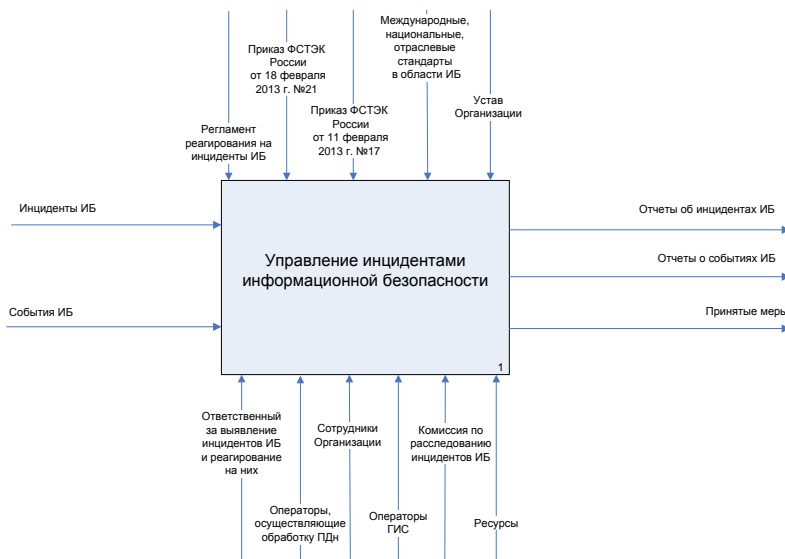 Международные,
национальные,
отраслевые
стандарты
в области ИБ
Приказ ФСТЭК
России
от 18 февраля
2013 г. №21
Устав
Организации
Приказ ФСТЭК
России
от 11 февраля
2013 г. №17
Регламент
реагирования на
инциденты ИБ
Инциденты ИБ
События ИБ
Управление инцидентами
информационной безопасности
1
Отчеты об инцидентах ИБ
Отчеты о событиях ИБ
Принятые меры
Ответственный
за выявление
инцидентов ИБ
и реагирование
на них
Сотрудники
Организации
Комиссия по
расследованию
инцидентов ИБ
Операторы,
осуществляющие
обработку ПДн
Операторы
ГИС
Ресурсы